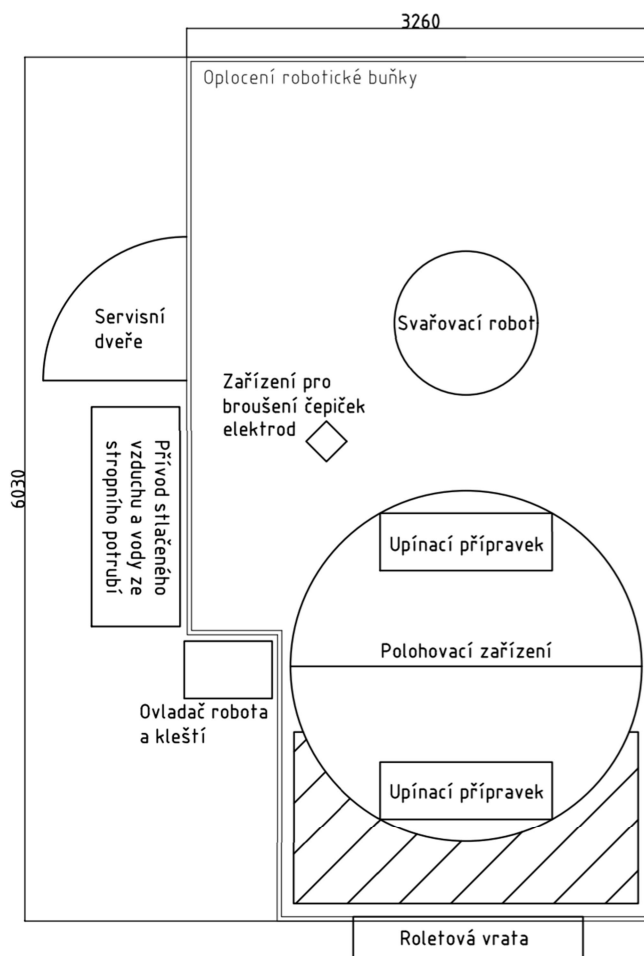 3260
Oplocení robotické buňky
Servisní
dveře
Svařovací robot
Zařízení pro
broušení čepiček
elektrod
Přívod stlačeného
vzduchu a vody ze
stropního potrubí
6030
Upínací přípravek
Polohovací zařízení
Ovladač robota
a kleští
Upínací přípravek
Roletová vrata